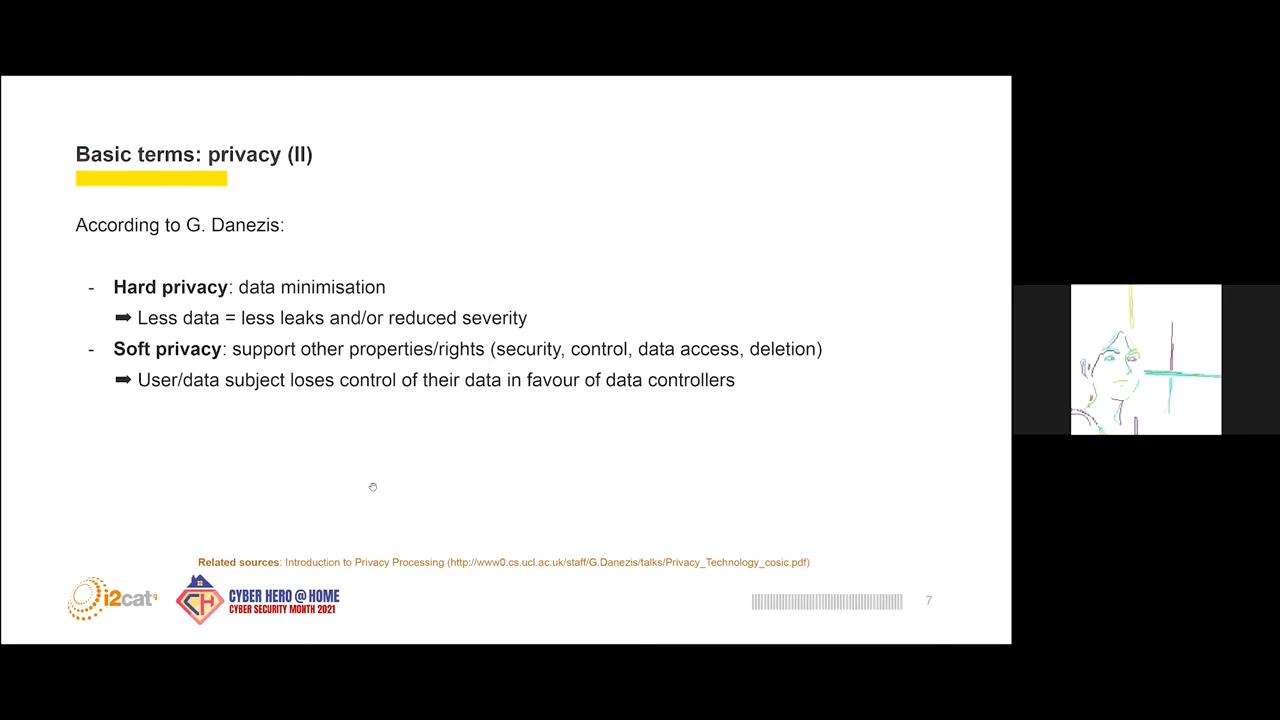 Basic terms: privacy (II)
According to G. Danezis:
- Hard privacy: data minimisation
➡ Less data = less leaks and/or reduced severity
- Soft privacy: support other properties/rights (security, control, data access, deletion)
➡ User/data subject loses control of their data in favour of data controllers
Related sources: Introduction to Privacy Processing (http://www0.cs.ucl.ac.uk/staff/G.Danezis/talks/Privacy_Technology_cosic.pdf)
i2cat
CH
CYBER HERO @ HOME
CYBER SECURITY MONTH 2021
7